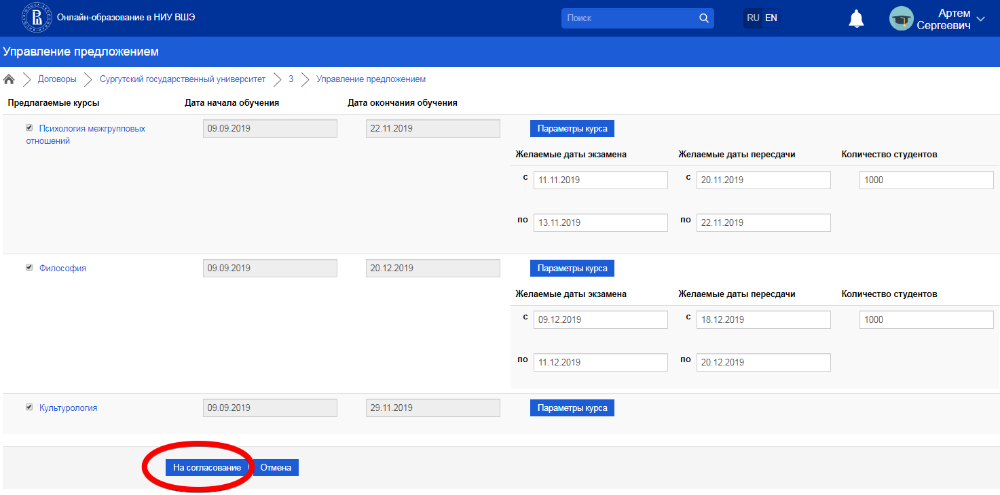 Онлайн-образование в НИУ ВШЭ
Поиск
RU EN
Артем
Сергеевич
Управление предложением
Договоры Сургутский государственный университет 3 Управление предложением
Предлагаемые курсы Дата начала обучения Дата окончания обучения
Психология межгрупповых 09.09.2019 22.11.2019 Параметры курса
отношений
Желаемые даты экзамена Желаемые даты пересдачи Количество студентов
с 11.11.2019 с 20.11.2019 1000
по 13.11.2019 по 22.11.2019
Философия 09.09.2019 20.12.2019 Параметры курса
Желаемые даты экзамена Желаемые даты пересдачи Количество студентов
с 09.12.2019 с 18.12.2019 1000
по 11.12.2019 по 20.12.2019
Культурология 09.09.2019 29.11.2019 Параметры курса
На согласование Отмена